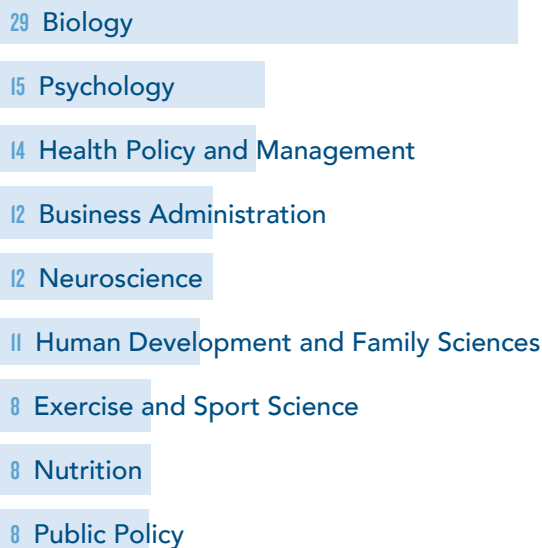 29 Biology
15 Psychology
14 Health Policy and Management
12 Business Administration
12 Neuroscience
11 Human Development and Family Sciences
8 Exercise and Sport Science
8 Nutrition
8 Public Policy